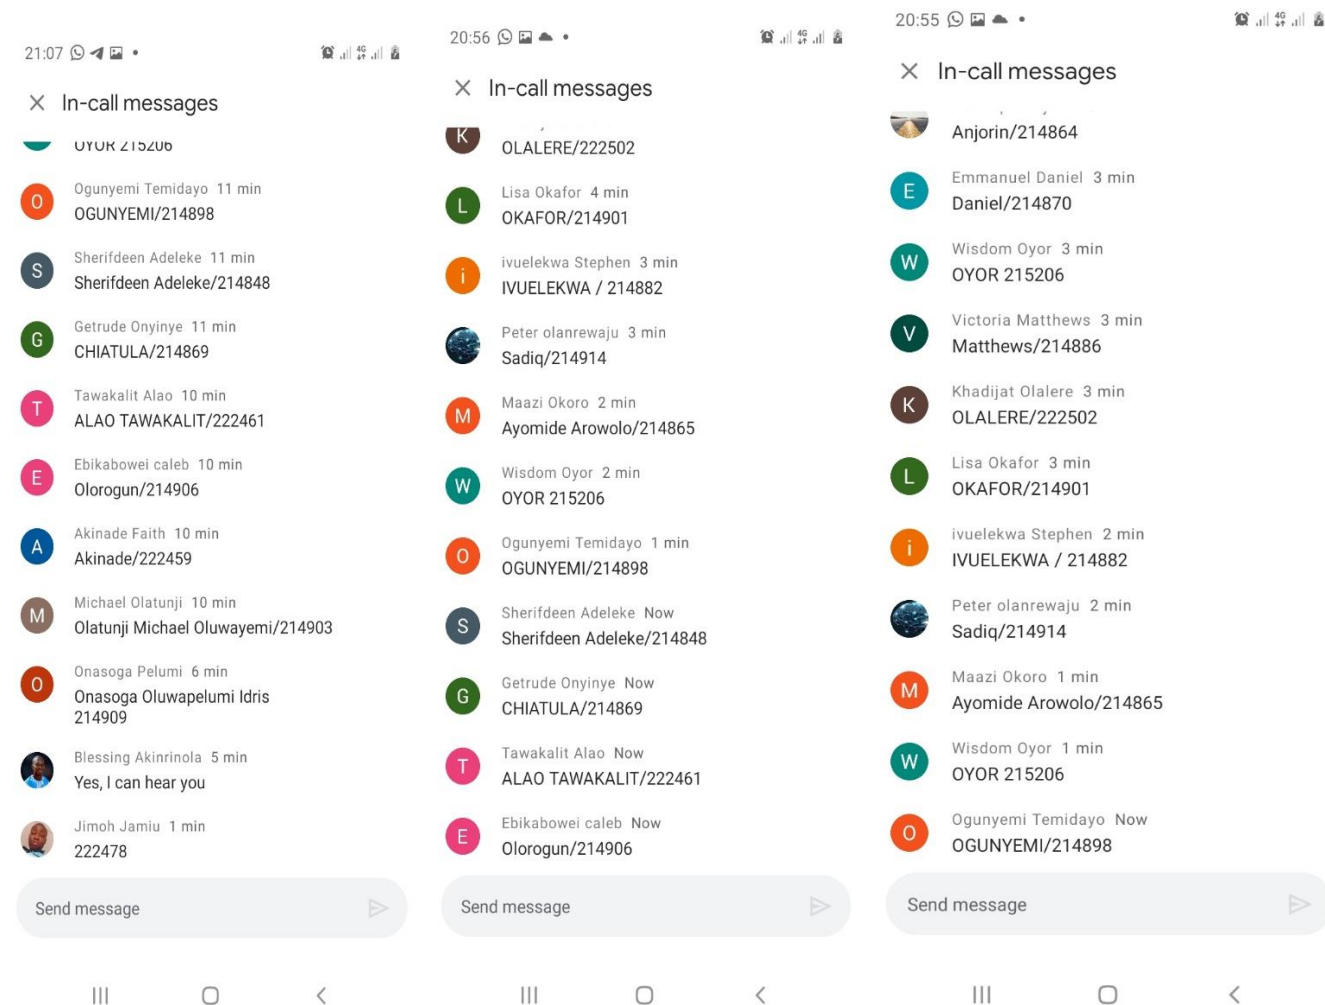 21:07
In-call messages
OYOR 215206
Ogunyemi Temidayo 11 min
OGUNYEMI/214898
Sherifdeen Adeleke 11 min
Sherifdeen Adeleke/214848
Getrude Onyinye 11 min
CHIATULA/214869
Tawakalit Alao 10 min
ALAO TAWAKALIT/222461
Ebikabowei caleb 10 min
Olorogun/214906
Akinade Faith 10 min
Akinade/222459
Michael Olatunji 10 min
Olatunji Michael Oluwayemi/214903
Onasoga Pelumi 6 min
Onasoga Oluwapelumi Idris
214909
Blessing Akinrinola 5 min
Yes, I can hear you
Jimoh Jamiu 1 min
222478
Send message
20:56
In-call messages
OLALERE/222502
Lisa Okafor 4 min
OKAFOR/214901
ivuelekwa Stephen 3 min
IVUELEKWA / 214882
Peter olanrewaju 3 min
Sadiq/214914
Maazi Okoro 2 min
Ayomide Arowolo/214865
Wisdom Oyor 2 min
OYOR 215206
Ogunyemi Temidayo 1 min
OGUNYEMI/214898
Sherifdeen Adeleke Now
Sherifdeen Adeleke/214848
Getrude Onyinye Now
CHIATULA/214869
Tawakalit Alao Now
ALAO TAWAKALIT/222461
Ebikabowei caleb Now
Olorogun/214906
Send message
20:55
In-call messages
Anjorin/214864
Emmanuel Daniel 3 min
Daniel/214870
Wisdom Oyor 3 min
OYOR 215206
Victoria Matthews 3 min
Matthews/214886
Khadijat Olalere 3 min
OLALERE/222502
Lisa Okafor 3 min
OKAFOR/214901
ivuelekwa Stephen 2 min
IVUELEKWA / 214882
Peter olanrewaju 2 min
Sadiq/214914
Maazi Okoro 1 min
Ayomide Arowolo/214865
Wisdom Oyor 1 min
OYOR 215206
Ogunyemi Temidayo Now
OGUNYEMI/214898
Send message